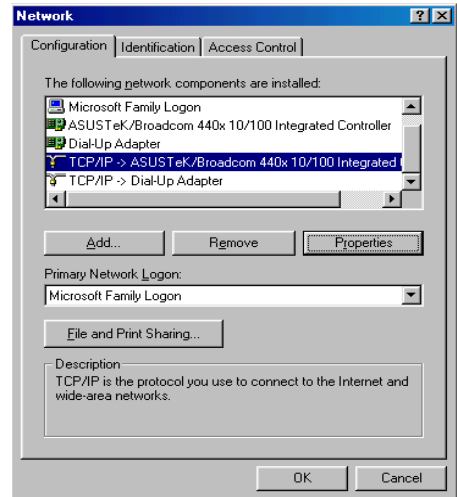 Network
Configuration Identification Access Control
The following network components are installed:
Microsoft Family Logon
ASUSTeK/Broadcom 440x 10/100 Integrated Controller
Dial-Up Adapter
TCP/IP -> ASUSTeK/Broadcom 440x 10/100 Integrated
TCP/IP -> Dial-Up Adapter
Add... Remove Properties
Primary Network Logon:
Microsoft Family Logon
File and Print Sharing...
Description
TCP/IP is the protocol you use to connect to the Internet and
wide-area networks.
OK Cancel